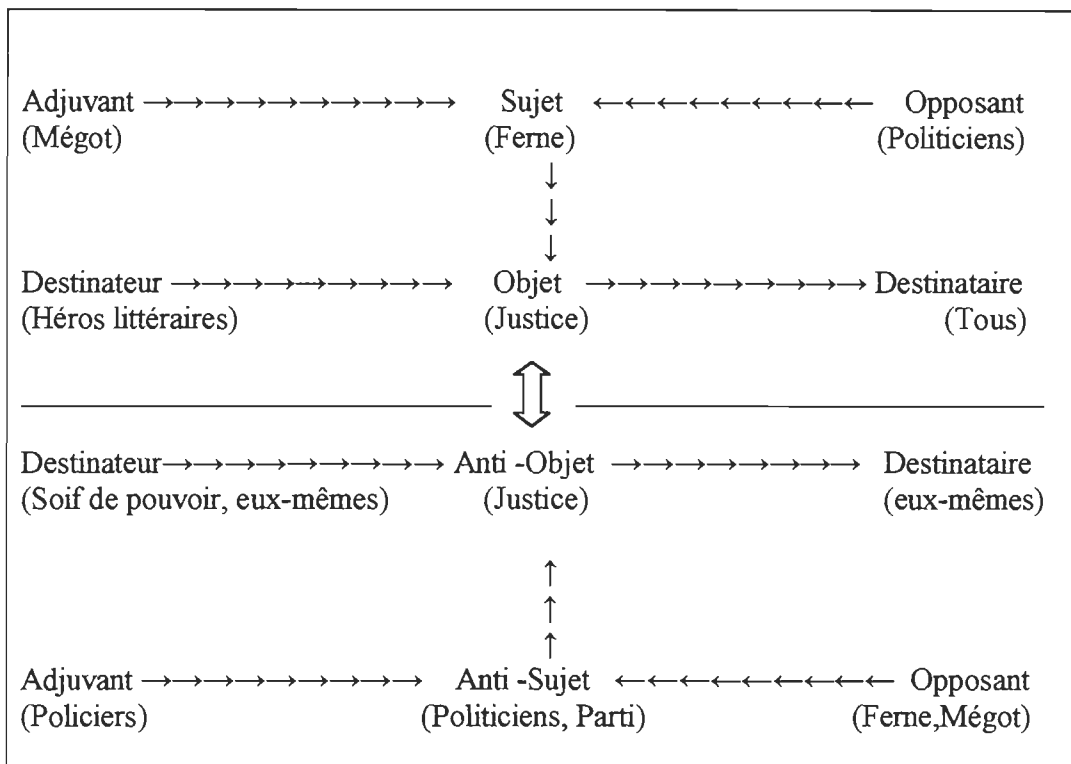 Adjuvant →→→→→→→→→→ Sujet ←←←←←←←←← Opposant
(Mégot) (Ferne) (Politiciens)
↓
↓
↓
Destinateur →→→→→→→→→ Objet →→→→→→→→→ Destinataire
(Héros littéraires) (Justice) (Tous)
⇕
Destinateur→→→→→→→→→ Anti -Objet →→→→→→→→ Destinataire
(Soif de pouvoir, eux-mêmes) (Justice) (eux-mêmes)
↑
↑
↑
Adjuvant →→→→→→→→→ Anti -Sujet ←←←←←←←←← Opposant
(Policiers) (Politiciens, Parti) (Ferne,Mégot)